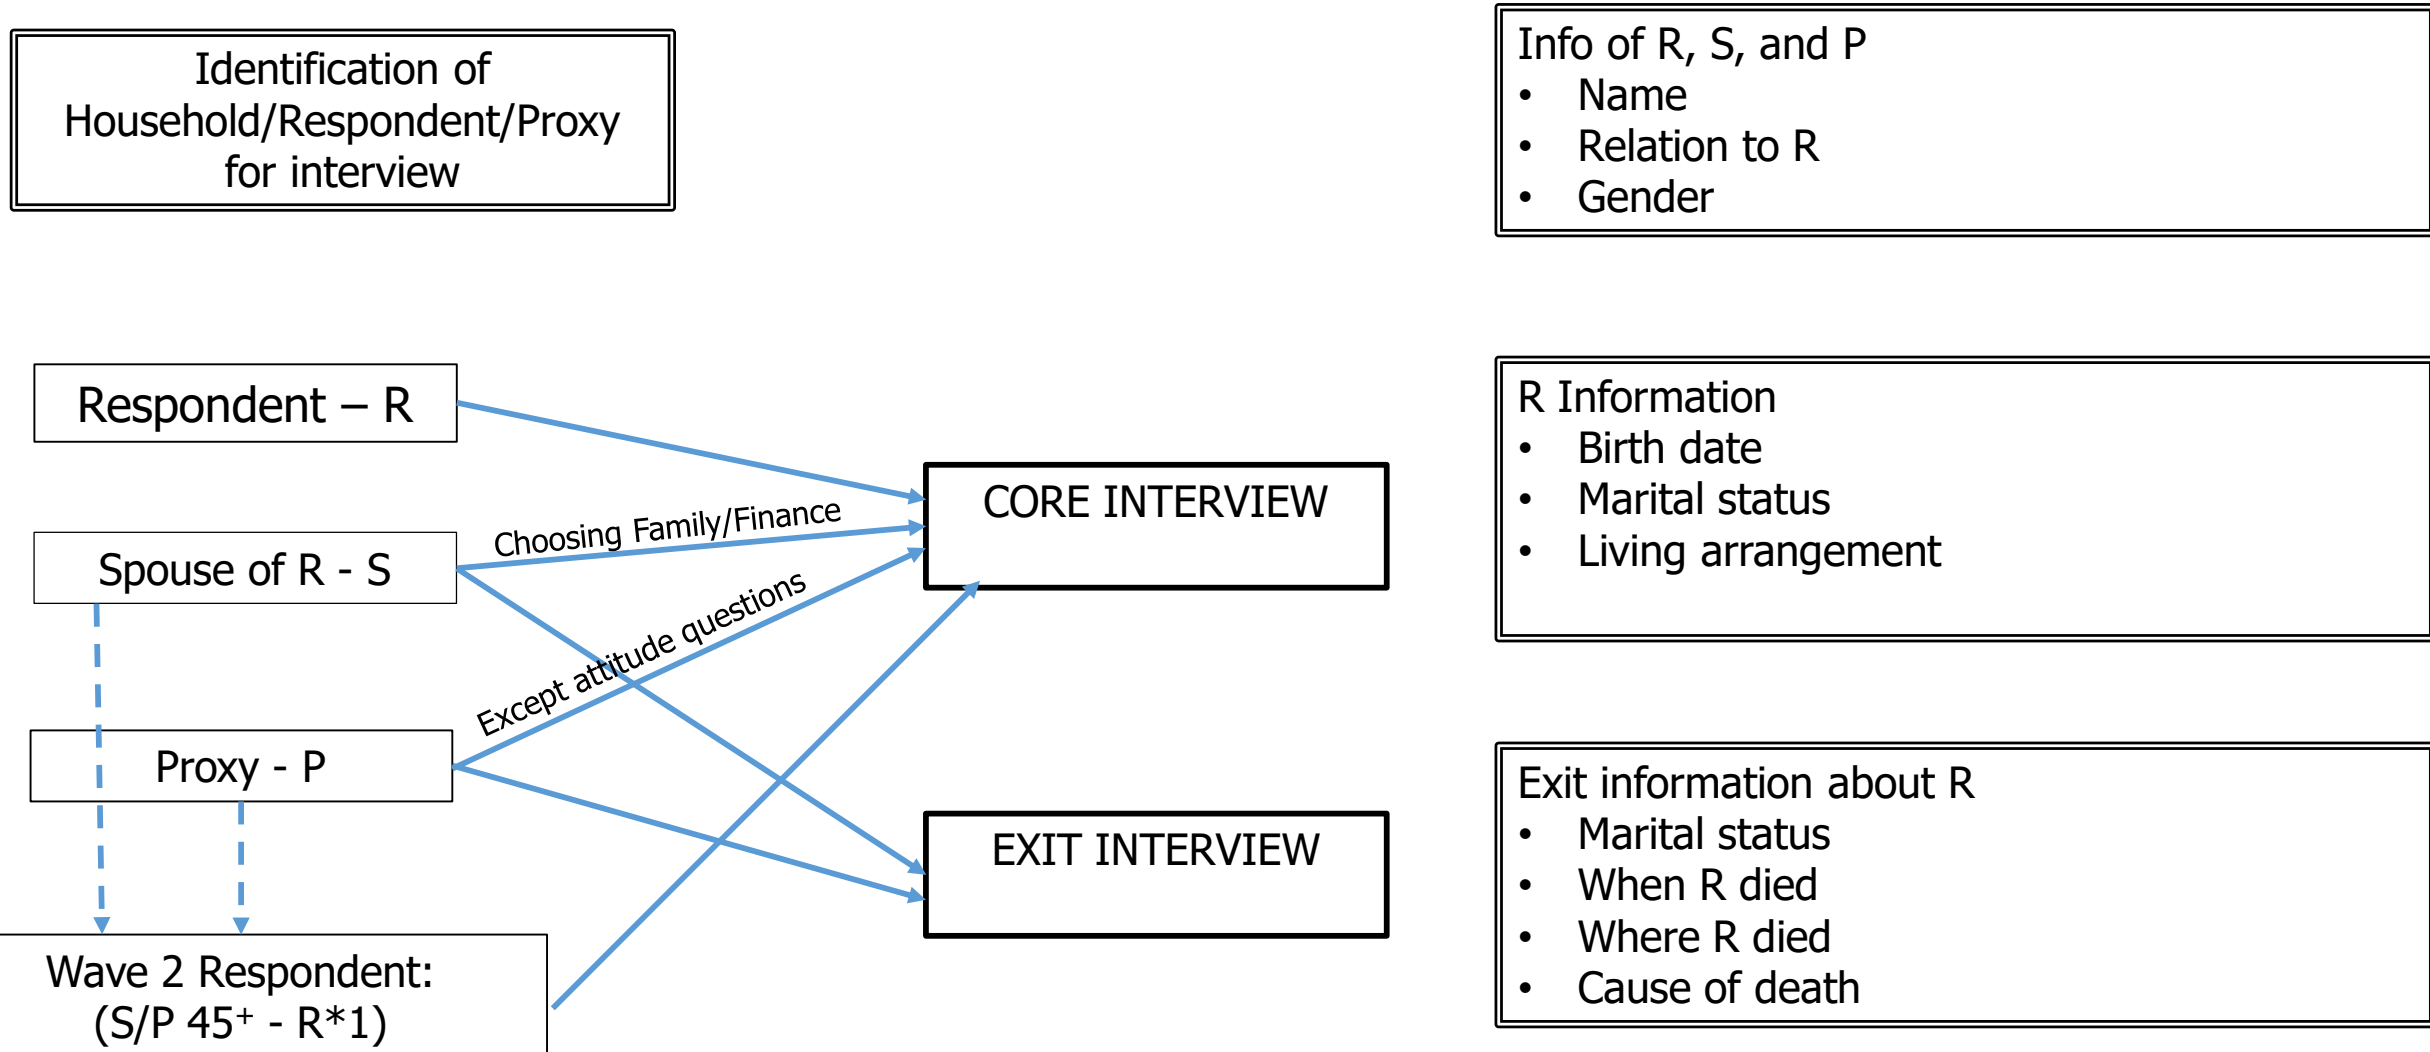 Identification of
Household/Respondent/Proxy
for interview
Info of R, S, and P
• Name
• Relation to R
• Gender
Respondent – R
Spouse of R - S
Proxy - P
Wave 2 Respondent:
(S/P 45⁺ - R*1)
Choosing Family/Finance
Except attitude questions
CORE INTERVIEW
EXIT INTERVIEW
R Information
• Birth date
• Marital status
• Living arrangement
Exit information about R
• Marital status
• When R died
• Where R died
• Cause of death